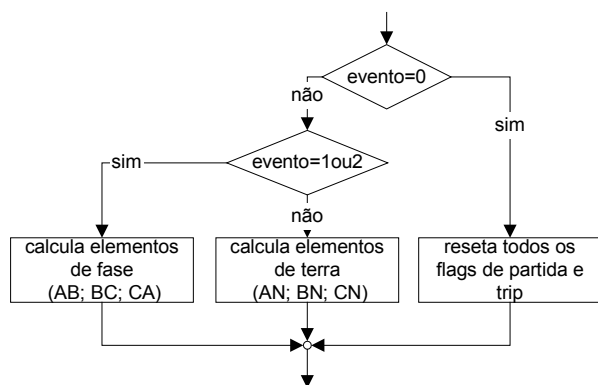 evento=0
não
sim
evento=1ou2
sim
não
calcula elementos
de fase
(AB; BC; CA)
calcula elementos
de terra
(AN; BN; CN)
reseta todos os
flags de partida e
trip